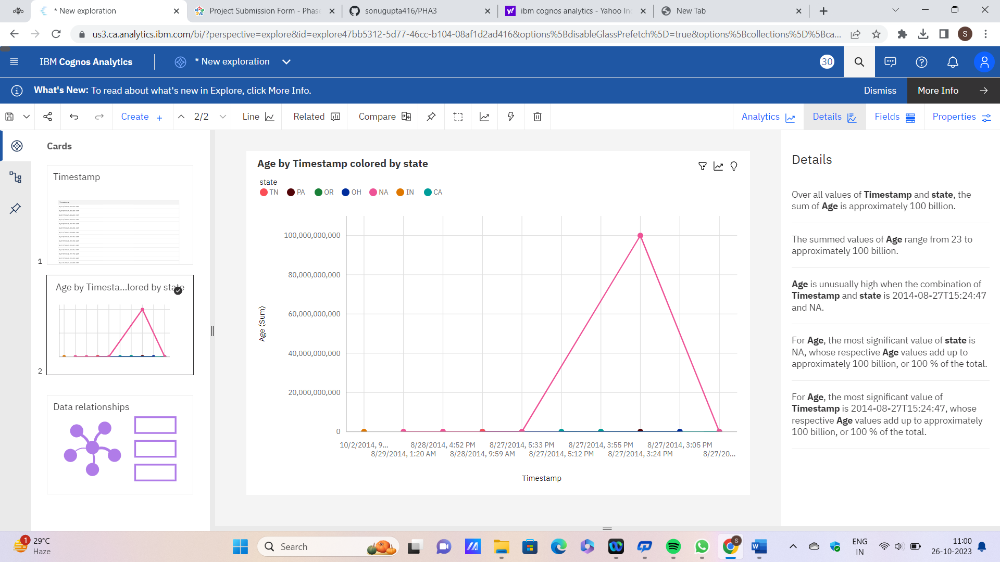 * New exploration
Project Submission Form - Phase
sonugupta416/PHA3
ibm cognos analytics - Yahoo In
New Tab
us3.ca.analytics.ibm.com/bi/?perspective=explore&id=explore47bb5312-5d77-46cc-b104-08af1d2ad416&options%5BdisableGlassPrefetch%5D=true&options%5Bcollections%5D%5Bca...
S
IBM Cognos Analytics
* New exploration
30
What's New: To read about what's new in Explore, click More Info.
Dismiss
More Info
Create
2/2
Line
Related
Compare
Analytics
Details
Fields
Properties
Cards
Timestamp
1
Age by Timesta...lored by state
2
Data relationships
Age by Timestamp colored by state
state
TN PA OR OH NA IN CA
100,000,000,000
80,000,000,000
60,000,000,000
40,000,000,000
20,000,000,000
0
Age (Sum)
10/2/2014, 9... 8/28/2014, 4:52 PM 8/27/2014, 5:33 PM 8/27/2014, 3:55 PM 8/27/2014, 3:05 PM
8/29/2014, 1:20 AM 8/28/2014, 9:59 AM 8/27/2014, 5:12 PM 8/27/2014, 3:24 PM 8/27/20...
Timestamp
Details
Over all values of Timestamp and state, the
sum of Age is approximately 100 billion.
The summed values of Age range from 23 to
approximately 100 billion.
Age is unusually high when the combination of
Timestamp and state is 2014-08-27T15:24:47
and NA.
For Age, the most significant value of state is
NA, whose respective Age values add up to
approximately 100 billion, or 100 % of the total.
For Age, the most significant value of
Timestamp is 2014-08-27T15:24:47, whose
respective Age values add up to approximately
100 billion, or 100 % of the total.
1
29°C
Haze
Search
S
ENG
IN
11:00
26-10-2023